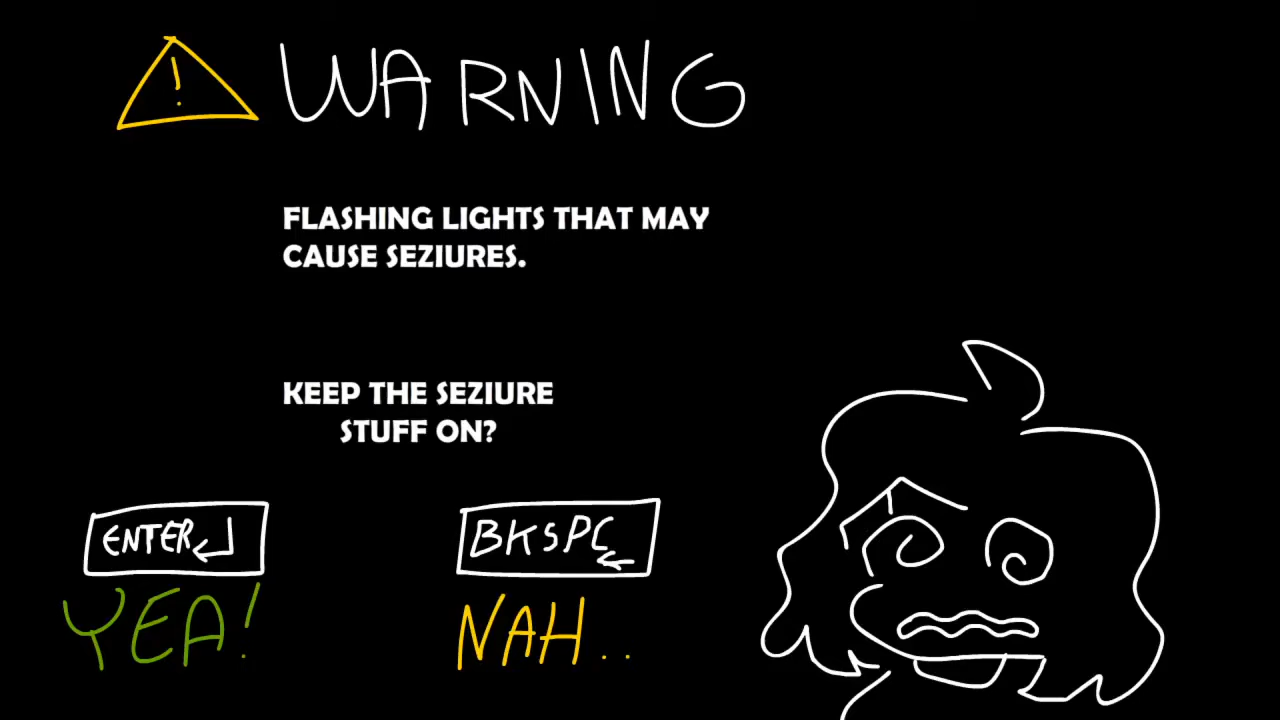 ! WARNING
FLASHING LIGHTS THAT MAY
CAUSE SEZIURES.
KEEP THE SEZIURE
STUFF ON?
ENTER↵ BKSPC←
YEA! NAH..